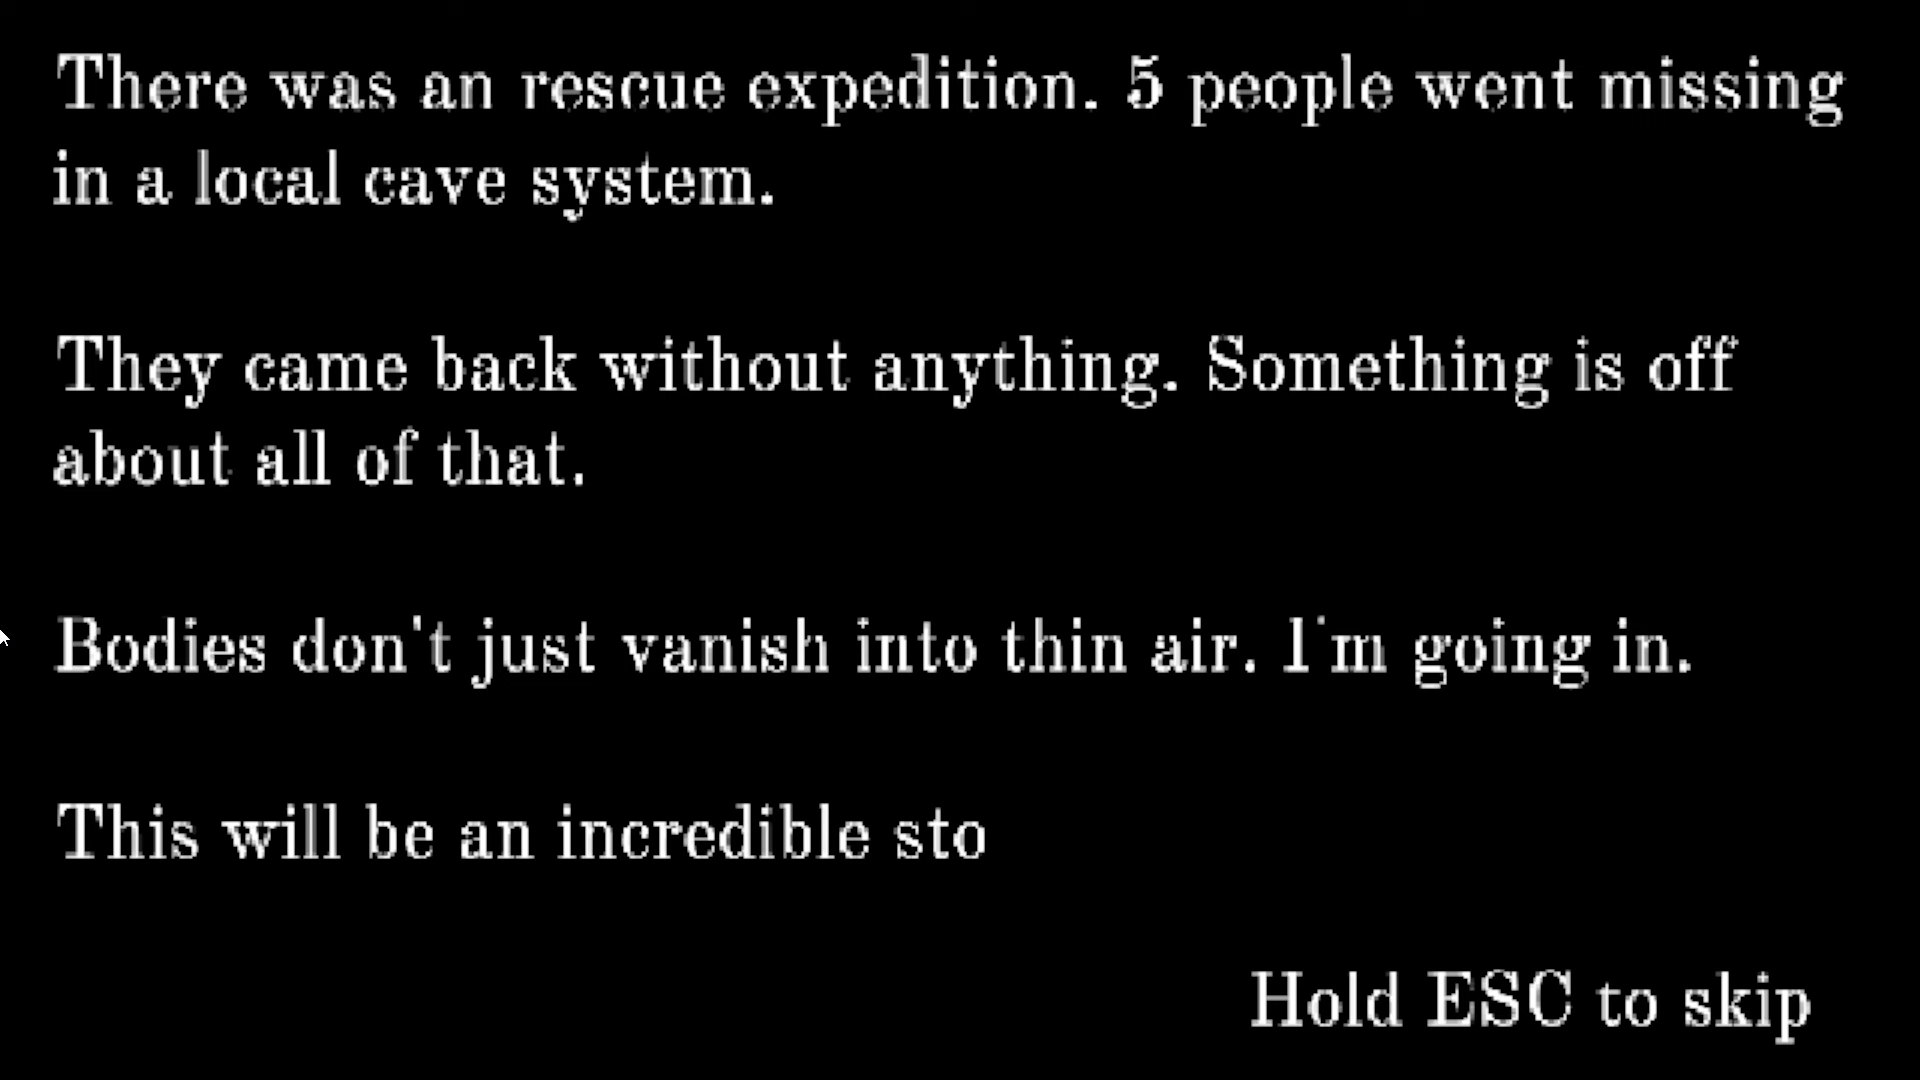 There was an rescue expedition. 5 people went missing
in a local cave system.
They came back without anything. Something is off
about all of that.
Bodies don't just vanish into thin air. I'm going in.
This will be an incredible sto
Hold ESC to skip